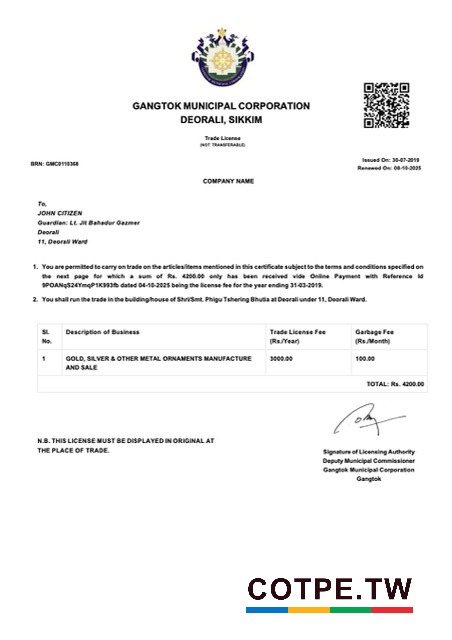 GANGTOK MUNICIPAL CORPORATION
DEORALI, SIKKIM
Trade License
(NOT TRANSFERABLE)
BRN: GMC0110368
Issued On: 30-07-2019
Renewed On: 08-10-2025
COMPANY NAME
To,
JOHN CITIZEN
Guardian: Lt. Jit Bahadur Gazmer
Deorali
11, Deorali Ward
1. You are permitted to carry on trade on the articles/items mentioned in this certificate subject to the terms and conditions specified on
the next page for which a sum of Rs. 4200.00 only has been received vide Online Payment with Reference Id
9POANqS24YmqP1K993fb dated 04-10-2025 being the license fee for the year ending 31-03-2019.
2. You shall run the trade in the building/house of Shri/Smt. Phigu Tshering Bhutia at Deorali under 11, Deorali Ward.
Sl. No. Description of Business Trade License Fee (Rs./Year) Garbage Fee (Rs./Month)
1 GOLD, SILVER & OTHER METAL ORNAMENTS MANUFACTURE AND SALE 3000.00 100.00
TOTAL: Rs. 4200.00
N.B. THIS LICENSE MUST BE DISPLAYED IN ORIGINAL AT
THE PLACE OF TRADE.
Signature of Licensing Authority
Deputy Municipal Commissioner
Gangtok Municipal Corporation
Gangtok
COTPE.TW